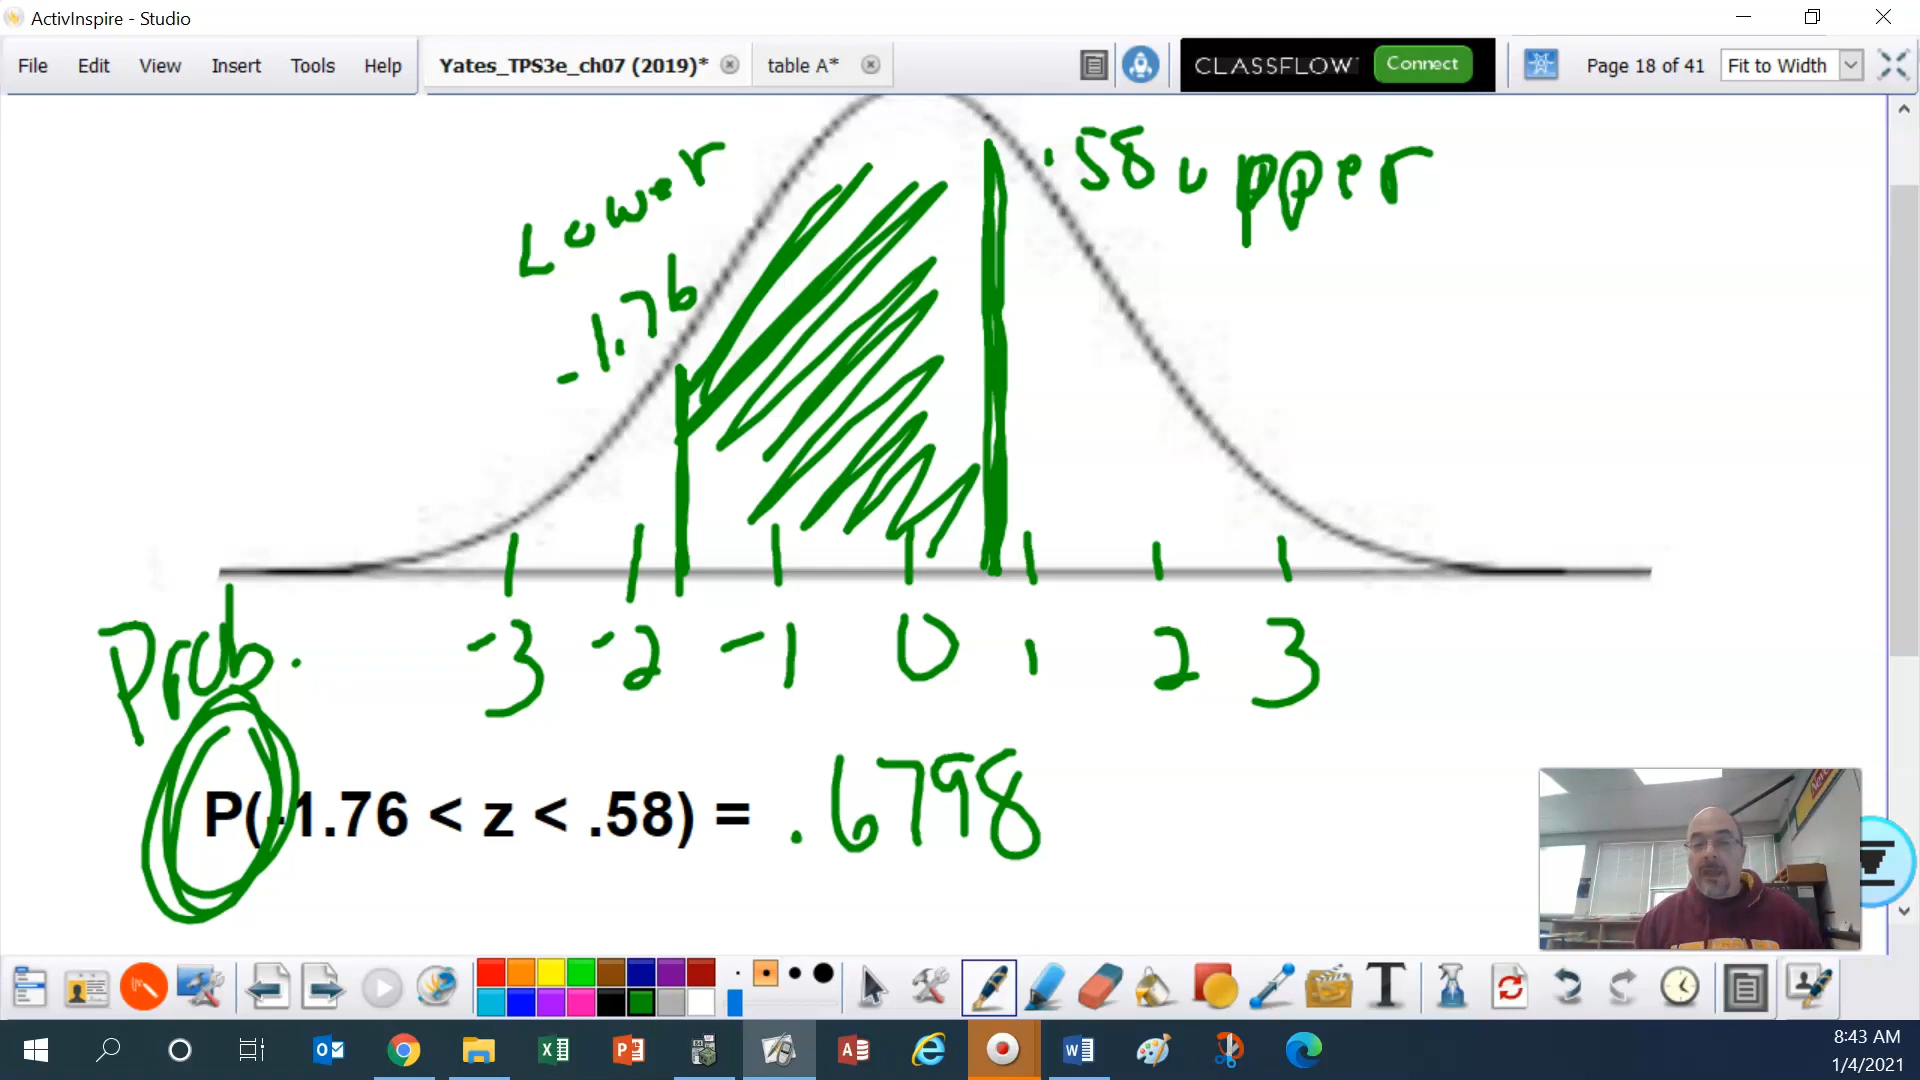 ActivInspire - Studio
File Edit View Insert Tools Help Yates_TPS3e_ch07 (2019)* table A* CLASSFLOW Connect Page 18 of 41 Fit to Width
Lower
-1.76
.58 upper
Prob.
-3 -2 -1 0 1 2 3
P(-1.76 < z < .58) = .6798
8:43 AM
1/4/2021